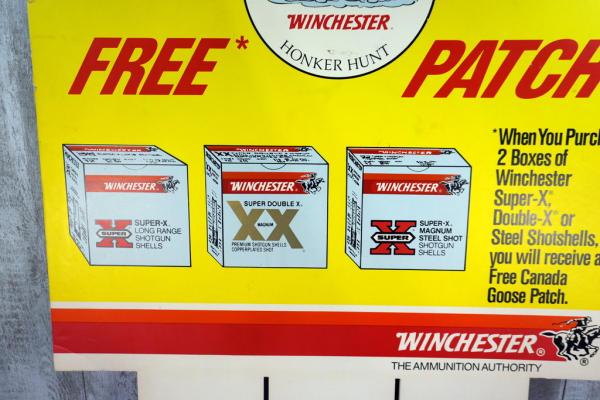 WINCHESTER®
HONKER HUNT
FREE* PATCH
WINCHESTER
SUPER-X®
LONG RANGE
SHOTGUN
SHELLS
X SUPER
WINCHESTER
SUPER DOUBLE X®
XX
MAGNUM
PREMIUM SHOTGUN SHELLS
COPPERPLATED SHOT
WINCHESTER
SUPER-X®
MAGNUM
STEEL SHOT
SHOTGUN
SHELLS
X SUPER
*When You Purch
2 Boxes of
Winchester
Super-X®,
Double-X® or
Steel Shotshells,
you will receive a
Free Canada
Goose Patch.
WINCHESTER®
®
THE AMMUNITION AUTHORITY